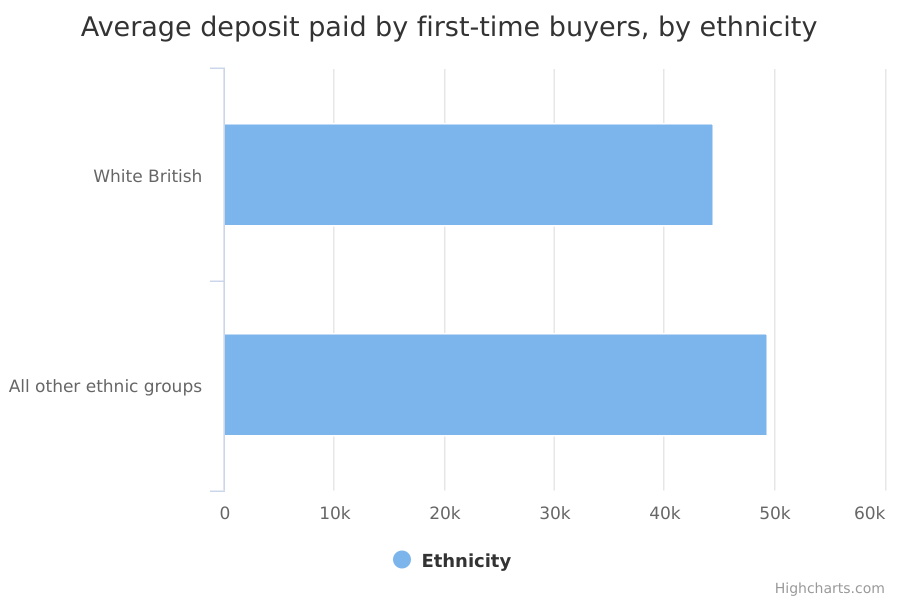 Average deposit paid by first-time buyers, by ethnicity
White British
All other ethnic groups
0 10k 20k 30k 40k 50k 60k
Ethnicity
Highcharts.com